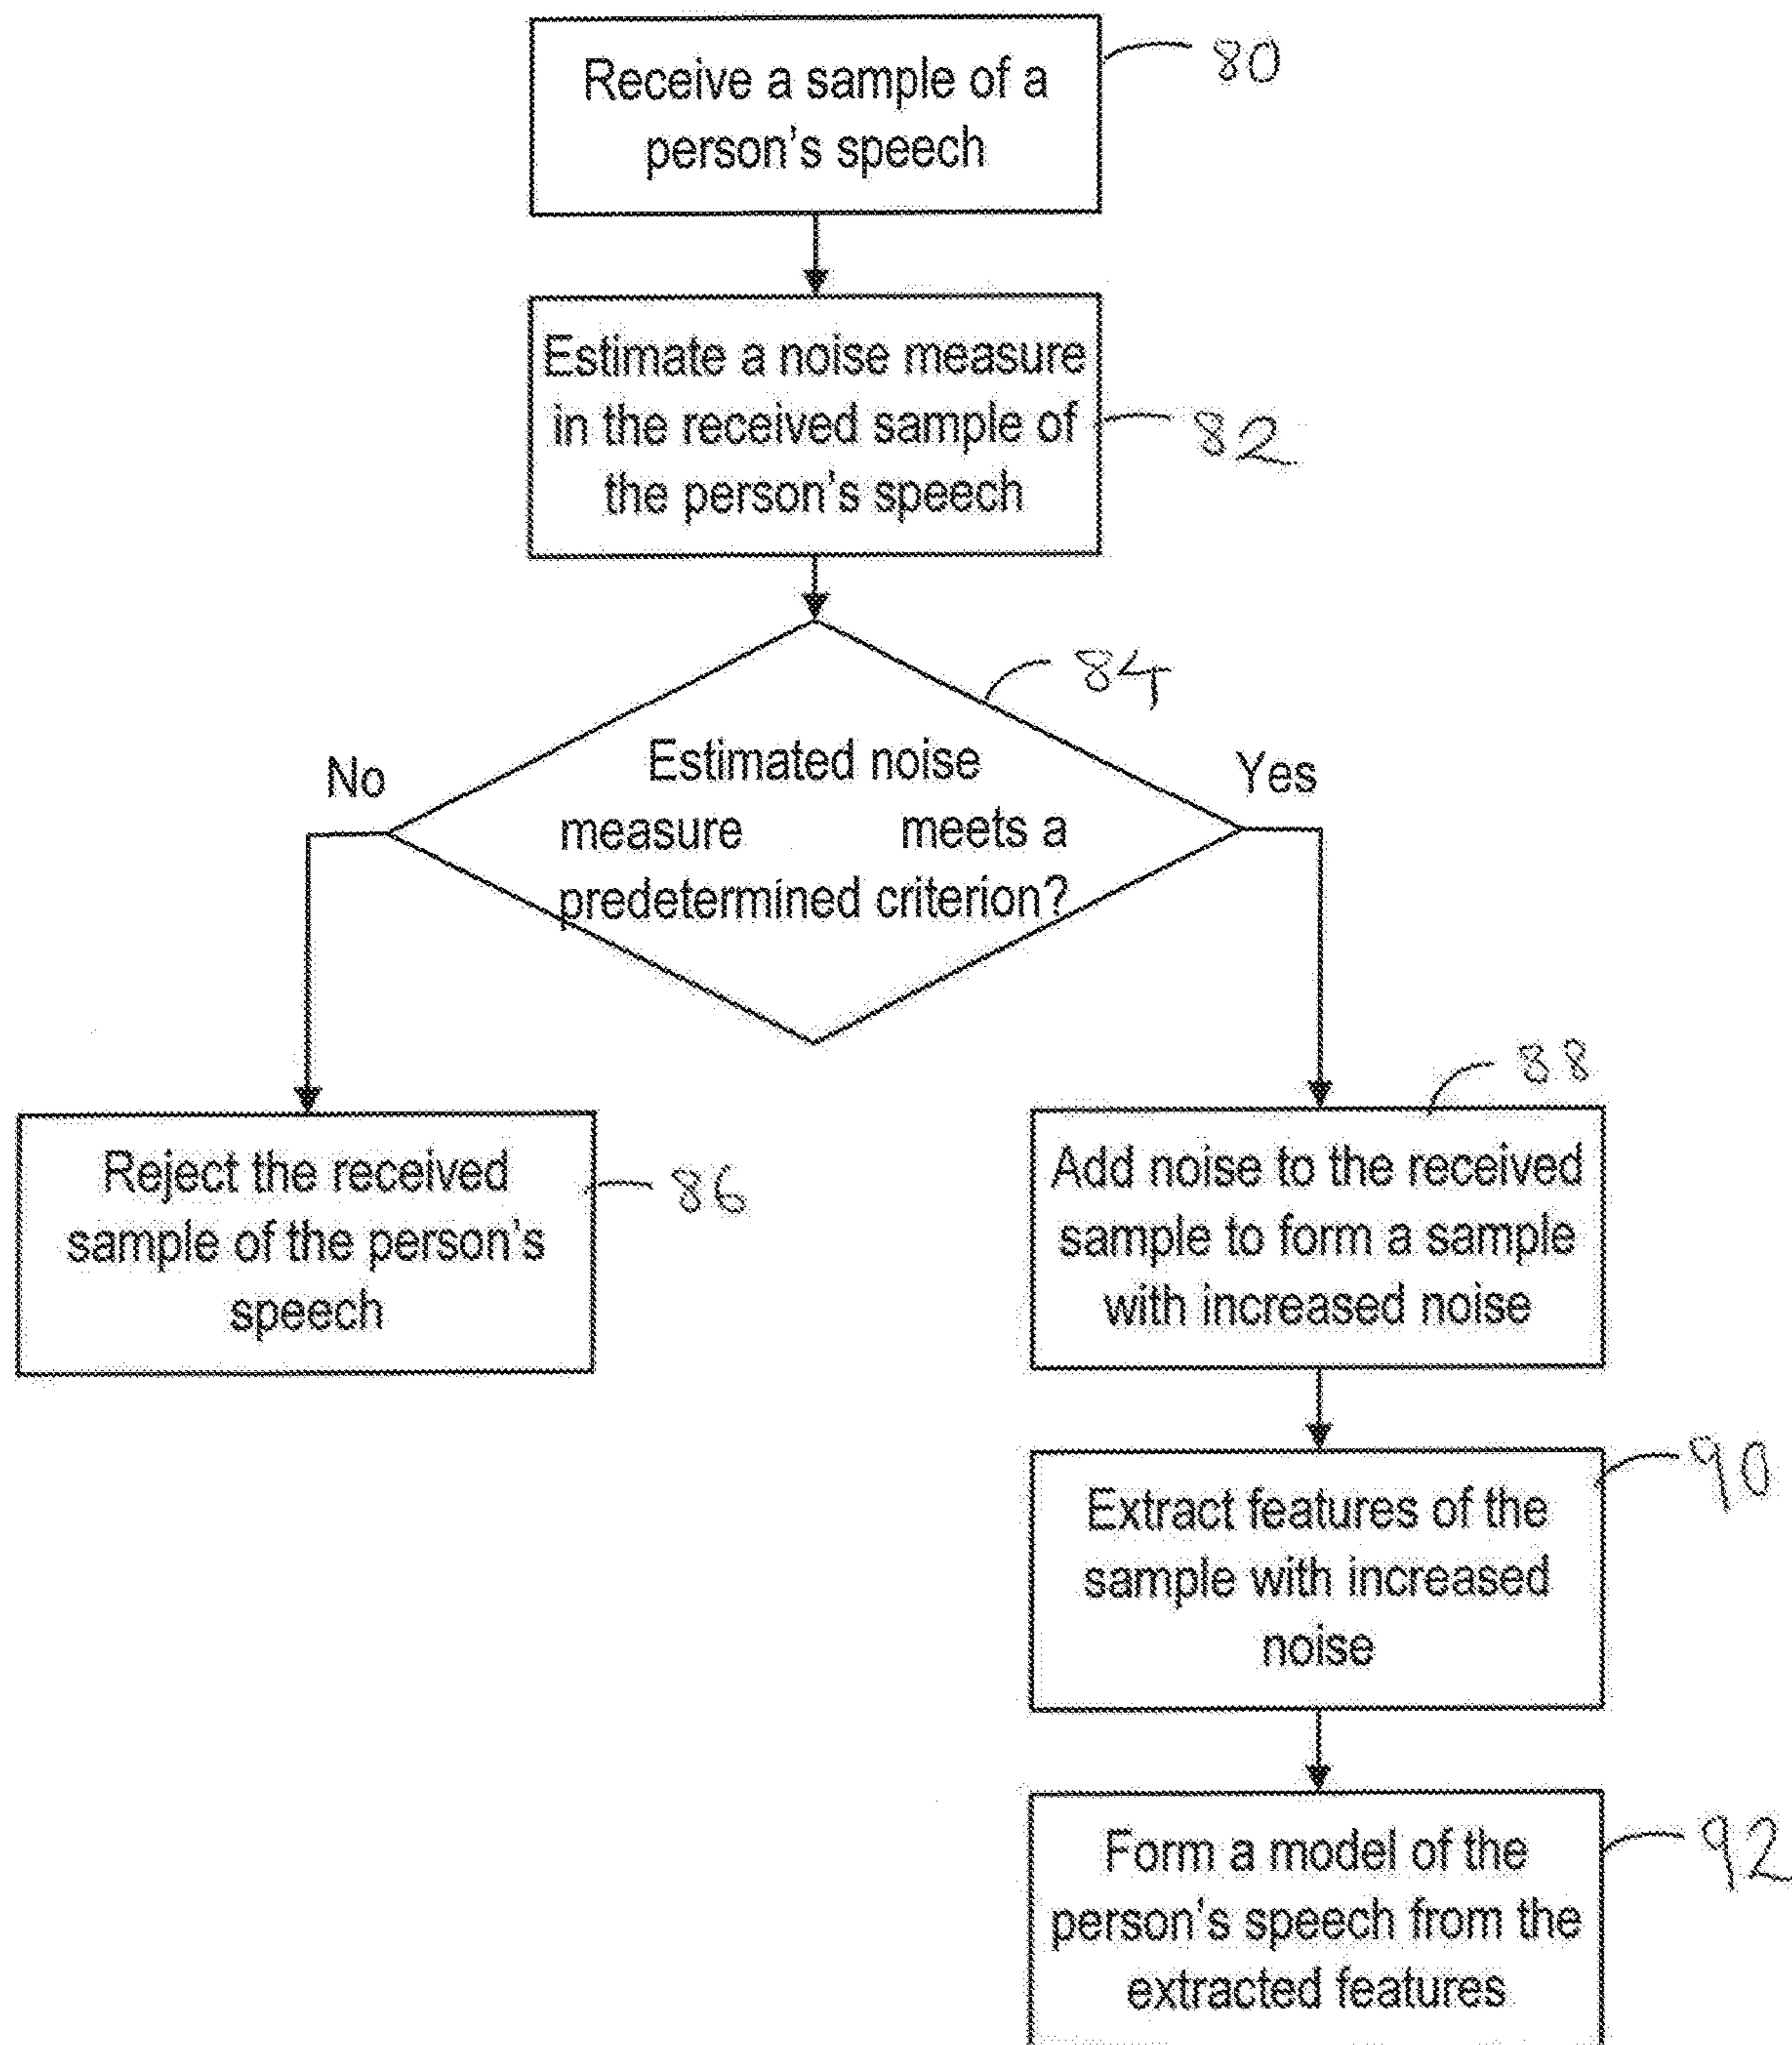 Receive a sample of a
person's speech
80
Estimate a noise measure
in the received sample of
the person's speech
82
84
Estimated noise
measure meets a
predetermined criterion?
No
Yes
Reject the received
sample of the person's
speech
86
88
Add noise to the received
sample to form a sample
with increased noise
90
Extract features of the
sample with increased
noise
92
Form a model of the
person's speech from the
extracted features